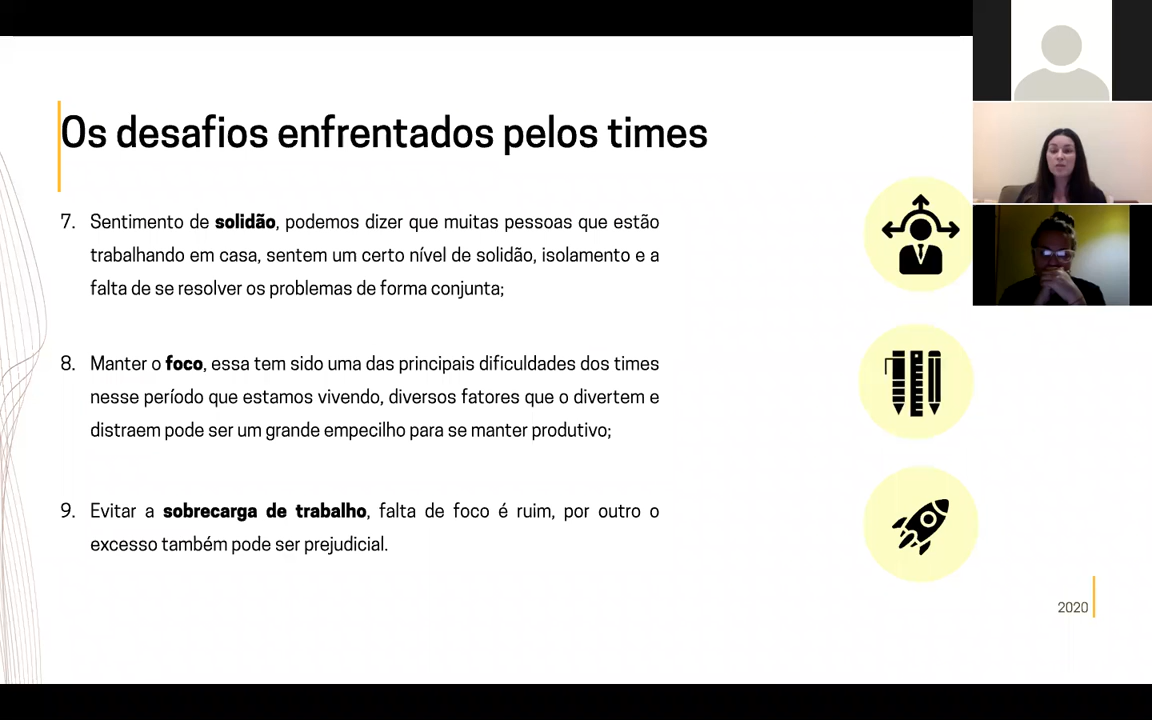 Os desafios enfrentados pelos times
7. Sentimento de solidão, podemos dizer que muitas pessoas que estão
trabalhando em casa, sentem um certo nível de solidão, isolamento e a
falta de se resolver os problemas de forma conjunta;
8. Manter o foco, essa tem sido uma das principais dificuldades dos times
nesse período que estamos vivendo, diversos fatores que o divertem e
distraem pode ser um grande empecilho para se manter produtivo;
9. Evitar a sobrecarga de trabalho, falta de foco é ruim, por outro o
excesso também pode ser prejudicial.
2020